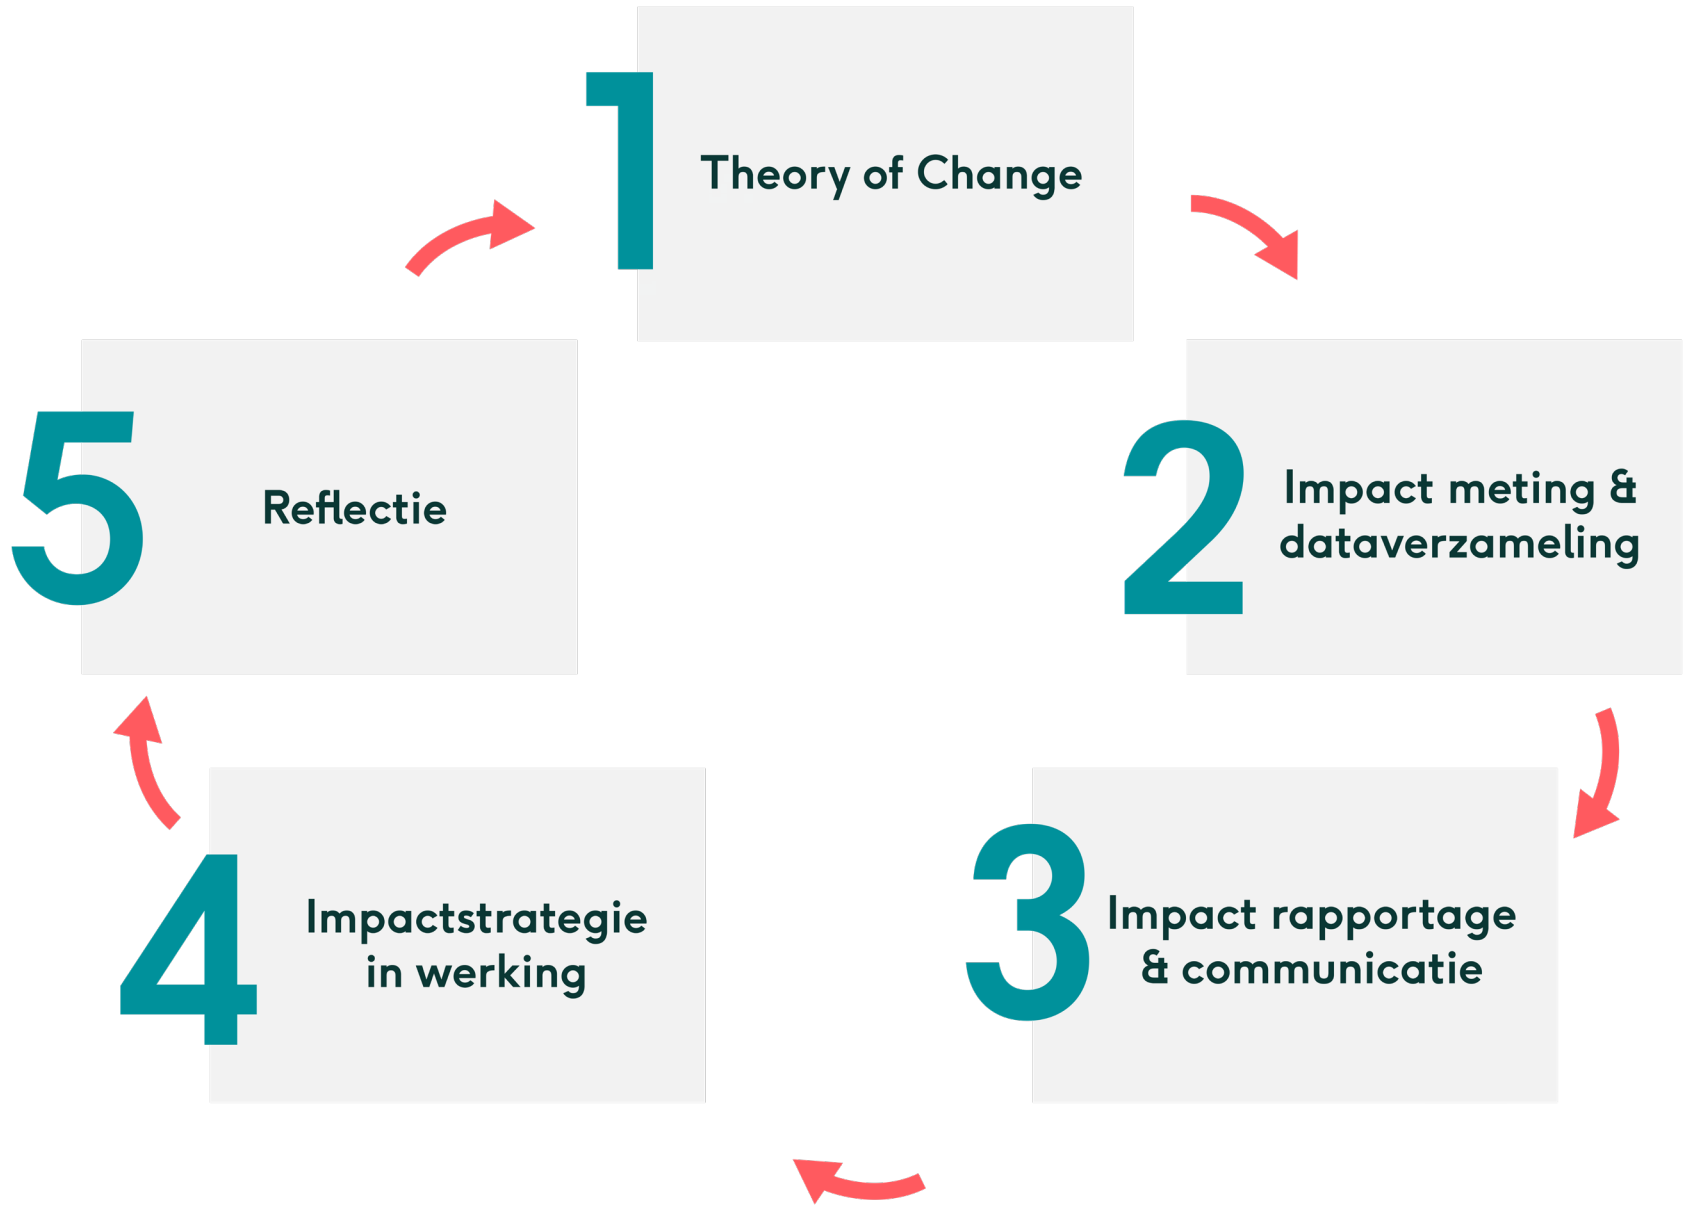 1
Theory of Change
2
Impact meting &
dataverzameling
3
Impact rapportage
& communicatie
4
Impactstrategie
in werking
5
Reflectie